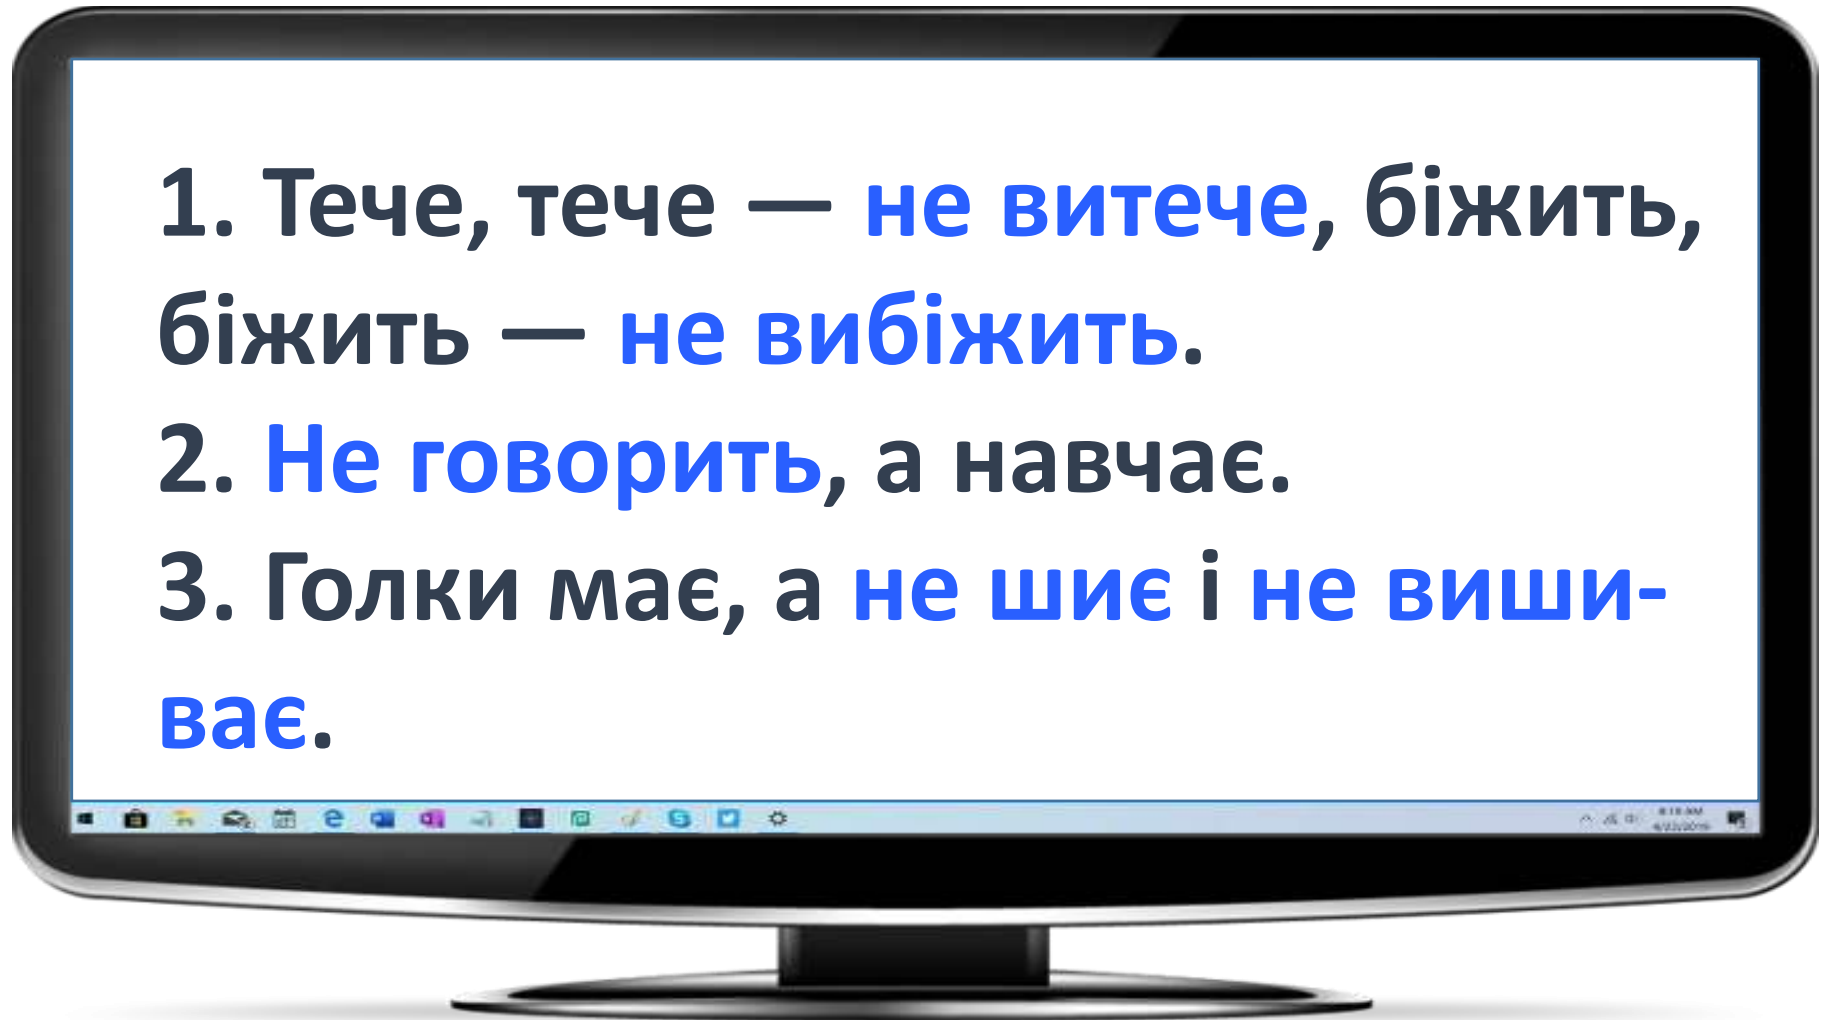 1. Тече, тече — не витече, біжить,
біжить — не вибіжить.
2. Не говорить, а навчає.
3. Голки має, а не шиє і не виши-
ває.